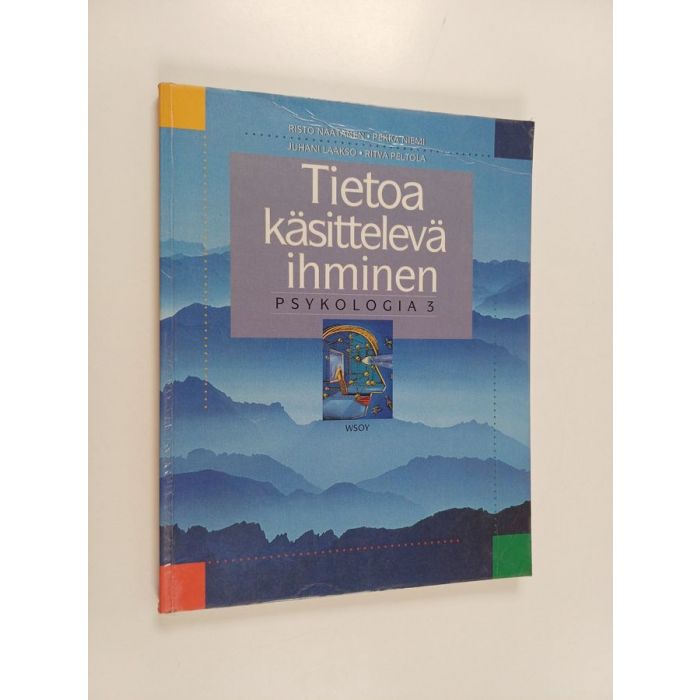 RISTO NÄÄTÄNEN • PEKKA NIEMI
JUHANI LAAKSO • RITVA PELTOLA
Tietoa
käsittelevä
ihminen
PSYKOLOGIA 3
WSOY